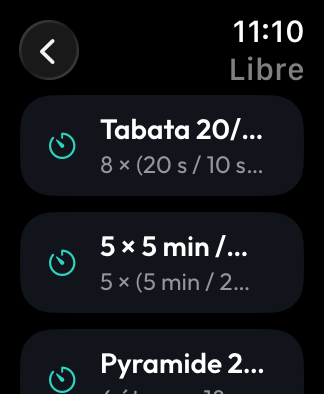 11:10
Libre
Tabata 20/...
8 × (20 s / 10 s...
5 × 5 min /...
5 × (5 min / 2...
Pyramide 2...